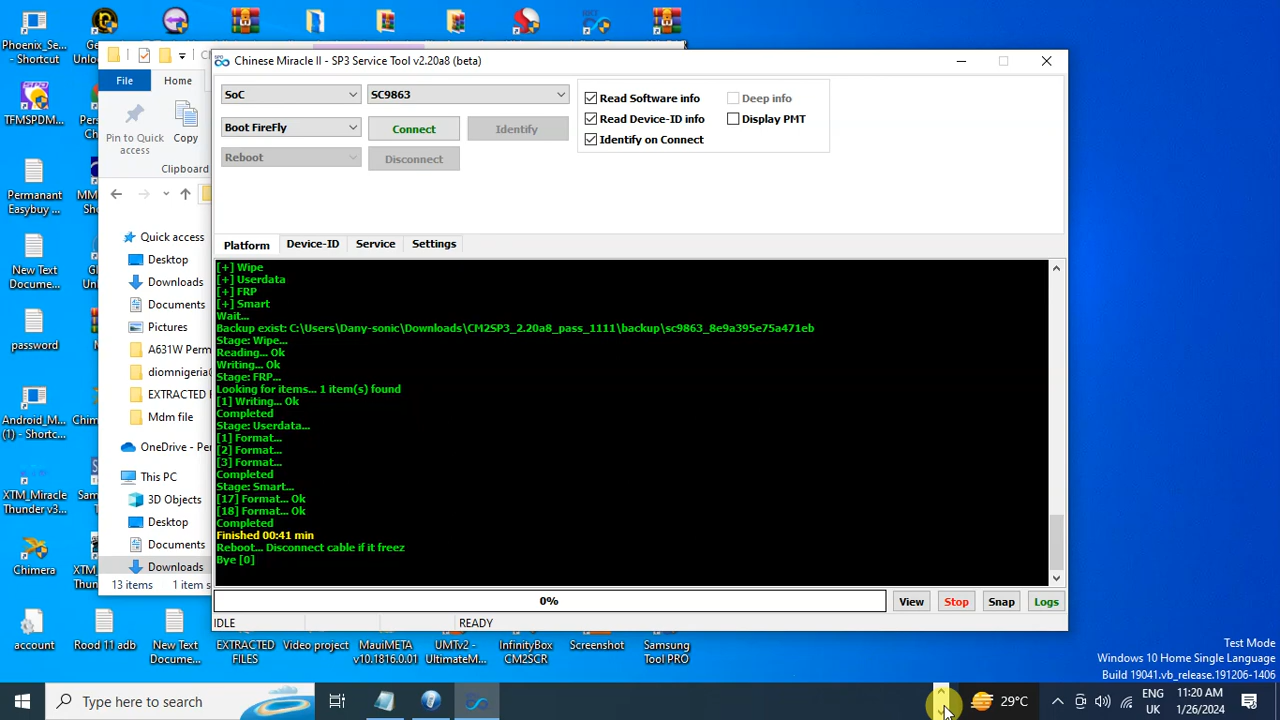 Phoenix_Se...
- Shortcut
Ge
Unloc
File
Home
Pin to Quick
access
Copy
Clipboard
TFMSPDM...
Permanant
Easybuy ...
New Text
Docume...
password
Android_M...
(1) - Shortc...
XTM_Miracle
Thunder v3...
Chimera
Quick access
Desktop
Downloads
Documents
Pictures
A631W Perm
diomnigeria@
EXTRACTED I
Mdm file
OneDrive - Per
This PC
3D Objects
Desktop
Documents
Downloads
13 items
1 item s
Chinese Miracle II - SP3 Service Tool v2.20a8 (beta)
SoC
SC9863
Boot FireFly
Connect
Identify
Reboot
Disconnect
Read Software info
Deep info
Read Device-ID info
Display PMT
Identify on Connect
Platform
Device-ID
Service
Settings
[+] Wipe
[+] Userdata
[+] FRP
[+] Smart
Wait...
Backup exist: C:\Users\Dany-sonic\Downloads\CM2SP3_2.20a8_pass_1111\backup\sc9863_8e9a395e75a471eb
Stage: Wipe...
Reading... Ok
Writing... Ok
Stage: FRP...
Looking for items... 1 item(s) found
[1] Writing... Ok
Completed
Stage: Userdata...
[1] Format...
[2] Format...
[3] Format...
Completed
Stage: Smart...
[17] Format... Ok
[18] Format... Ok
Completed
Finished 00:41 min
Reboot... Disconnect cable if it freez
Bye [0]
0%
View
Stop
Snap
Logs
IDLE
READY
account
Rood 11 adb
New Text
Docume...
EXTRACTED
FILES
Video project
MauiMETA
v10.1816.0.01
UMTv2 -
UltimateM...
InfinityBox
CM2SCR
Screenshot
Samsung
Tool PRO
Test Mode
Windows 10 Home Single Language
Build 19041.vb_release.191206-1406
Type here to search
29°C
ENG
UK
11:20 AM
1/26/2024